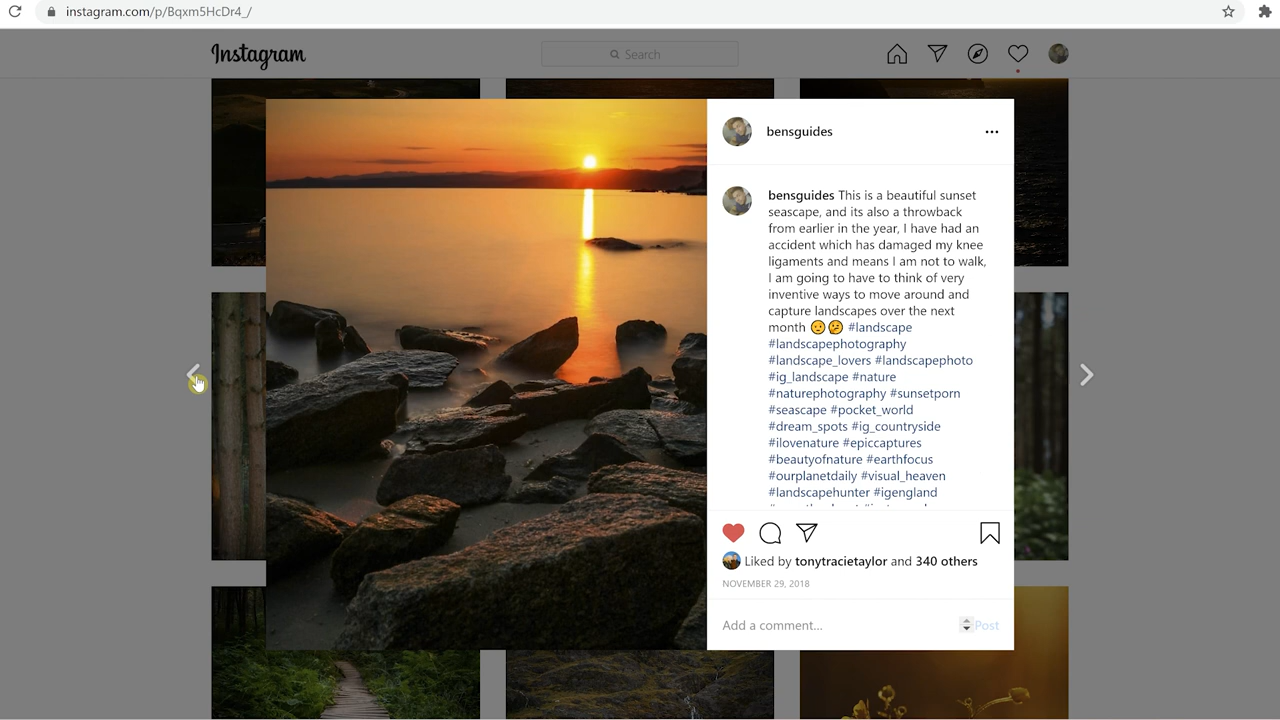 instagram.com/p/Bqxm5HcDr4_/
Instagram
Search
bensguides
bensguides This is a beautiful sunset
seascape, and its also a throwback
from earlier in the year, I have had an
accident which has damaged my knee
ligaments and means I am not to walk,
I am going to have to think of very
inventive ways to move around and
capture landscapes over the next
month 🤕😕 #landscape
#landscapephotography
#landscape_lovers #landscapephoto
#ig_landscape #nature
#naturephotography #sunsetporn
#seascape #pocket_world
#dream_spots #ig_countryside
#ilovenature #epiccaptures
#beautyofnature #earthfocus
#ourplanetdaily #visual_heaven
#landscapehunter #igengland
Liked by tonytracietaylor and 340 others
NOVEMBER 29, 2018
Add a comment...
Post